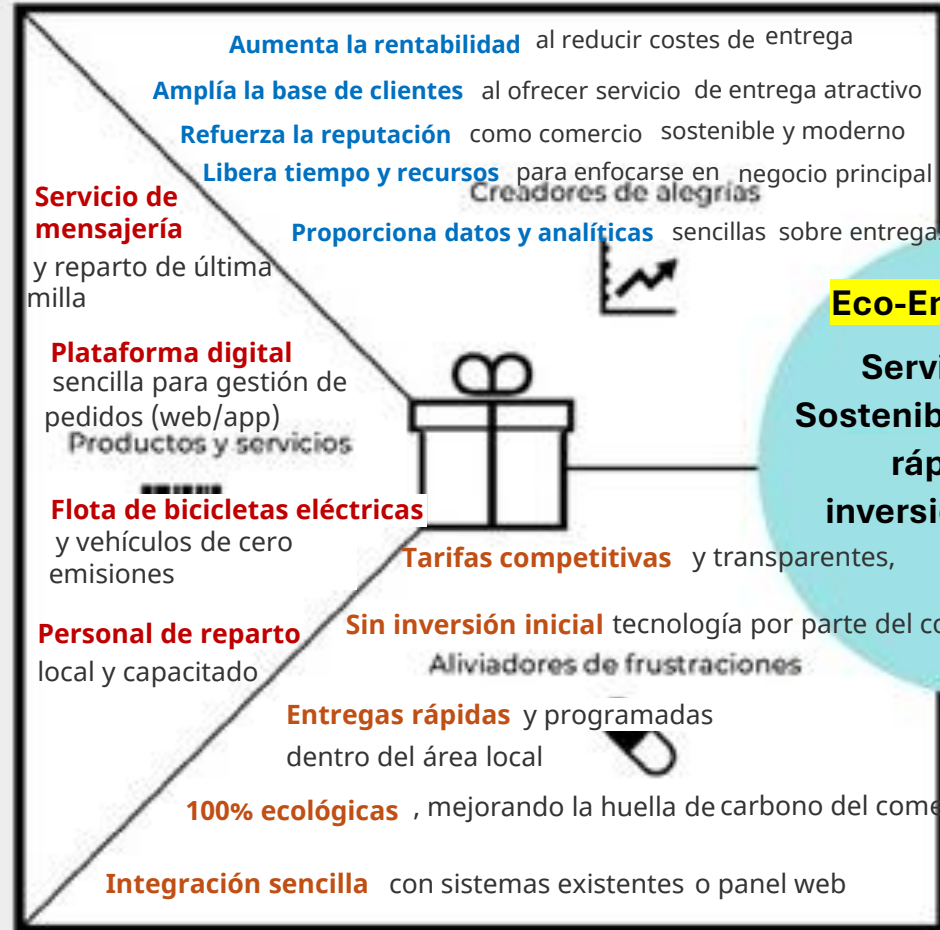 Aumenta la rentabilidad al reducir costes de entrega
Amplía la base de clientes al ofrecer servicio de entrega atractivo
Refuerza la reputación como comercio sostenible y moderno
Libera tiempo y recursos para enfocarse en negocio principal
Creadores de alegrías
Proporciona datos y analíticas sencillas sobre entregas
Servicio de
mensajería
y reparto de última
milla
Plataforma digital
sencilla para gestión de
pedidos (web/app)
Productos y servicios
Flota de bicicletas eléctricas
y vehículos de cero
emisiones
Personal de reparto
local y capacitado
Eco-En
Servi
Sostenib
ráp
inversi
Tarifas competitivas y transparentes,
Sin inversión inicial tecnología por parte del co
Aliviadores de frustraciones
Entregas rápidas y programadas
dentro del área local
100% ecológicas , mejorando la huella de carbono del come
Integración sencilla con sistemas existentes o panel web